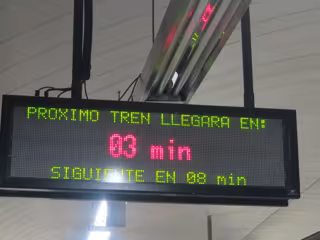 PROXIMO TREN LLEGARA EN:
03 min
SIGUIENTE EN 08 min